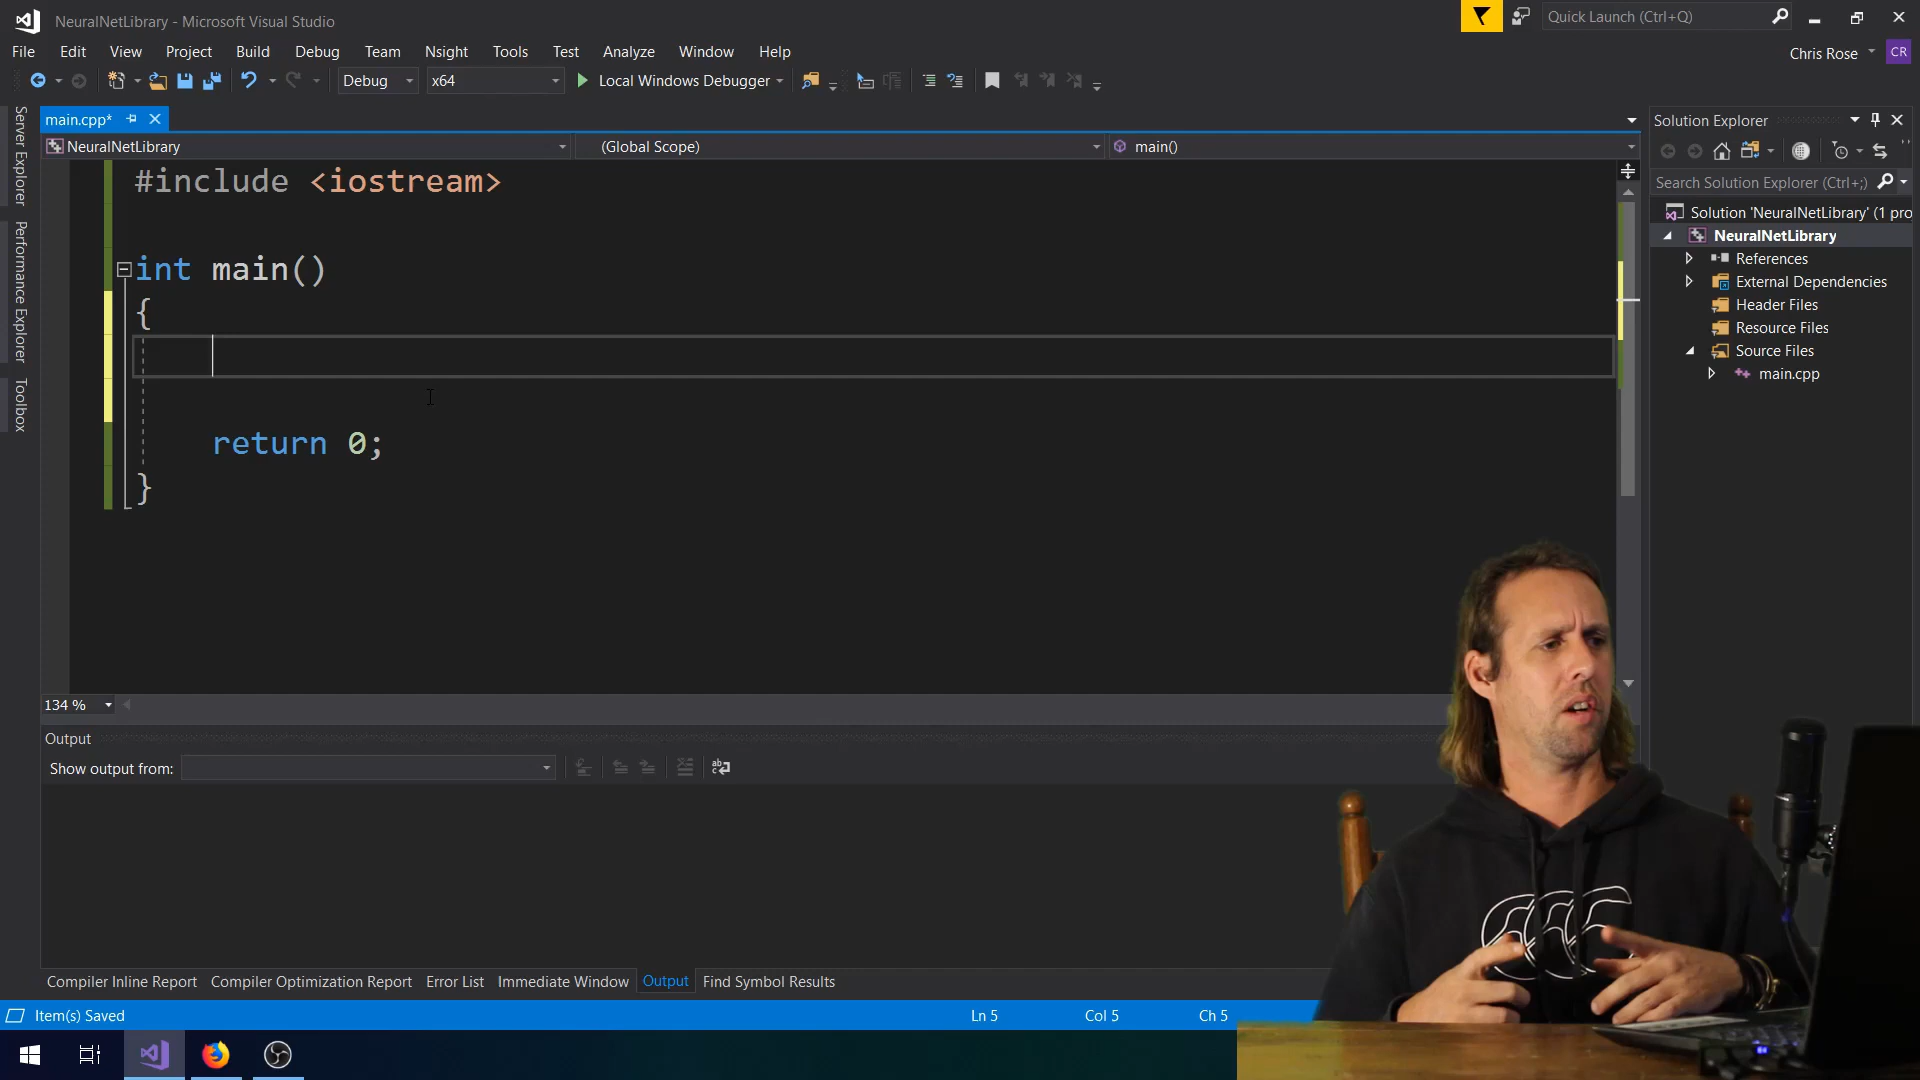 NeuralNetLibrary - Microsoft Visual Studio
Quick Launch (Ctrl+Q)
File Edit View Project Build Debug Team Nsight Tools Test Analyze Window Help
Chris Rose CR
Debug x64 Local Windows Debugger
Server Explorer
Performance Explorer
Toolbox
main.cpp*
NeuralNetLibrary (Global Scope) main()
#include <iostream>
int main()
{
return 0;
}
134 %
Output
Show output from:
Compiler Inline Report Compiler Optimization Report Error List Immediate Window Output Find Symbol Results
Item(s) Saved Ln 5 Col 5 Ch 5
Solution Explorer
Search Solution Explorer (Ctrl+;)
Solution 'NeuralNetLibrary' (1 pro
NeuralNetLibrary
References
External Dependencies
Header Files
Resource Files
Source Files
main.cpp